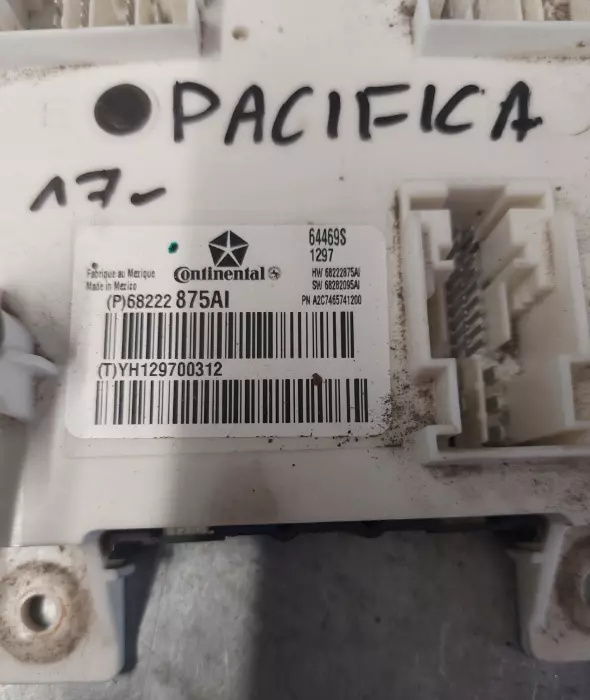 PACIFICA
17-
64469S
1297
Fabrique au Mexique
Made in Mexico
Continental
HW 68222875AI
SW 68282095AI
(P)68222 875AI
PN A2C7465741200
(T)YH129700312